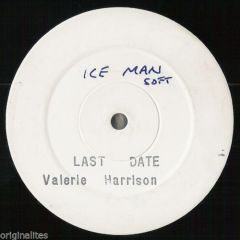 ICE MAN
SOFT
LAST DATE
Valerie Harrison
originalites